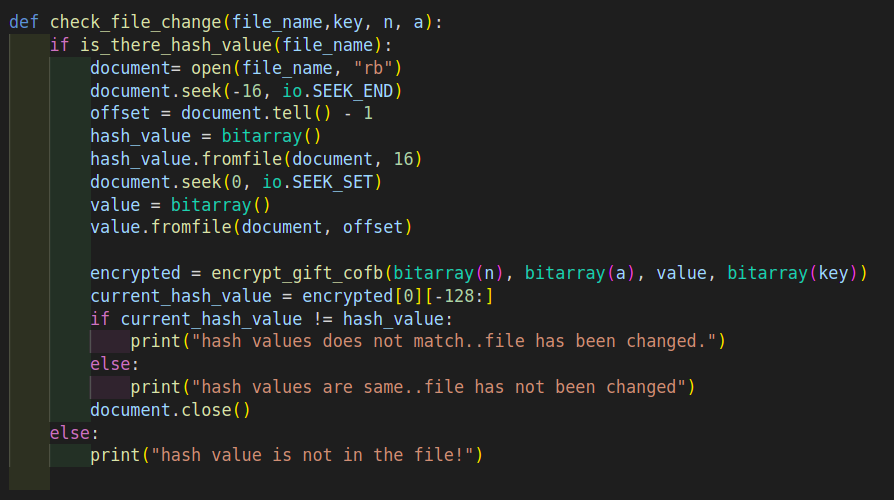 def check_file_change(file_name,key, n, a):
    if is_there_hash_value(file_name):
        document= open(file_name, "rb")
        document.seek(-16, io.SEEK_END)
        offset = document.tell() - 1
        hash_value = bitarray()
        hash_value.fromfile(document, 16)
        document.seek(0, io.SEEK_SET)
        value = bitarray()
        value.fromfile(document, offset)

        encrypted = encrypt_gift_cofb(bitarray(n), bitarray(a), value, bitarray(key))
        current_hash_value = encrypted[0][-128:]
        if current_hash_value != hash_value:
            print("hash values does not match..file has been changed.")
        else:
            print("hash values are same..file has not been changed")
        document.close()
    else:
        print("hash value is not in the file!")